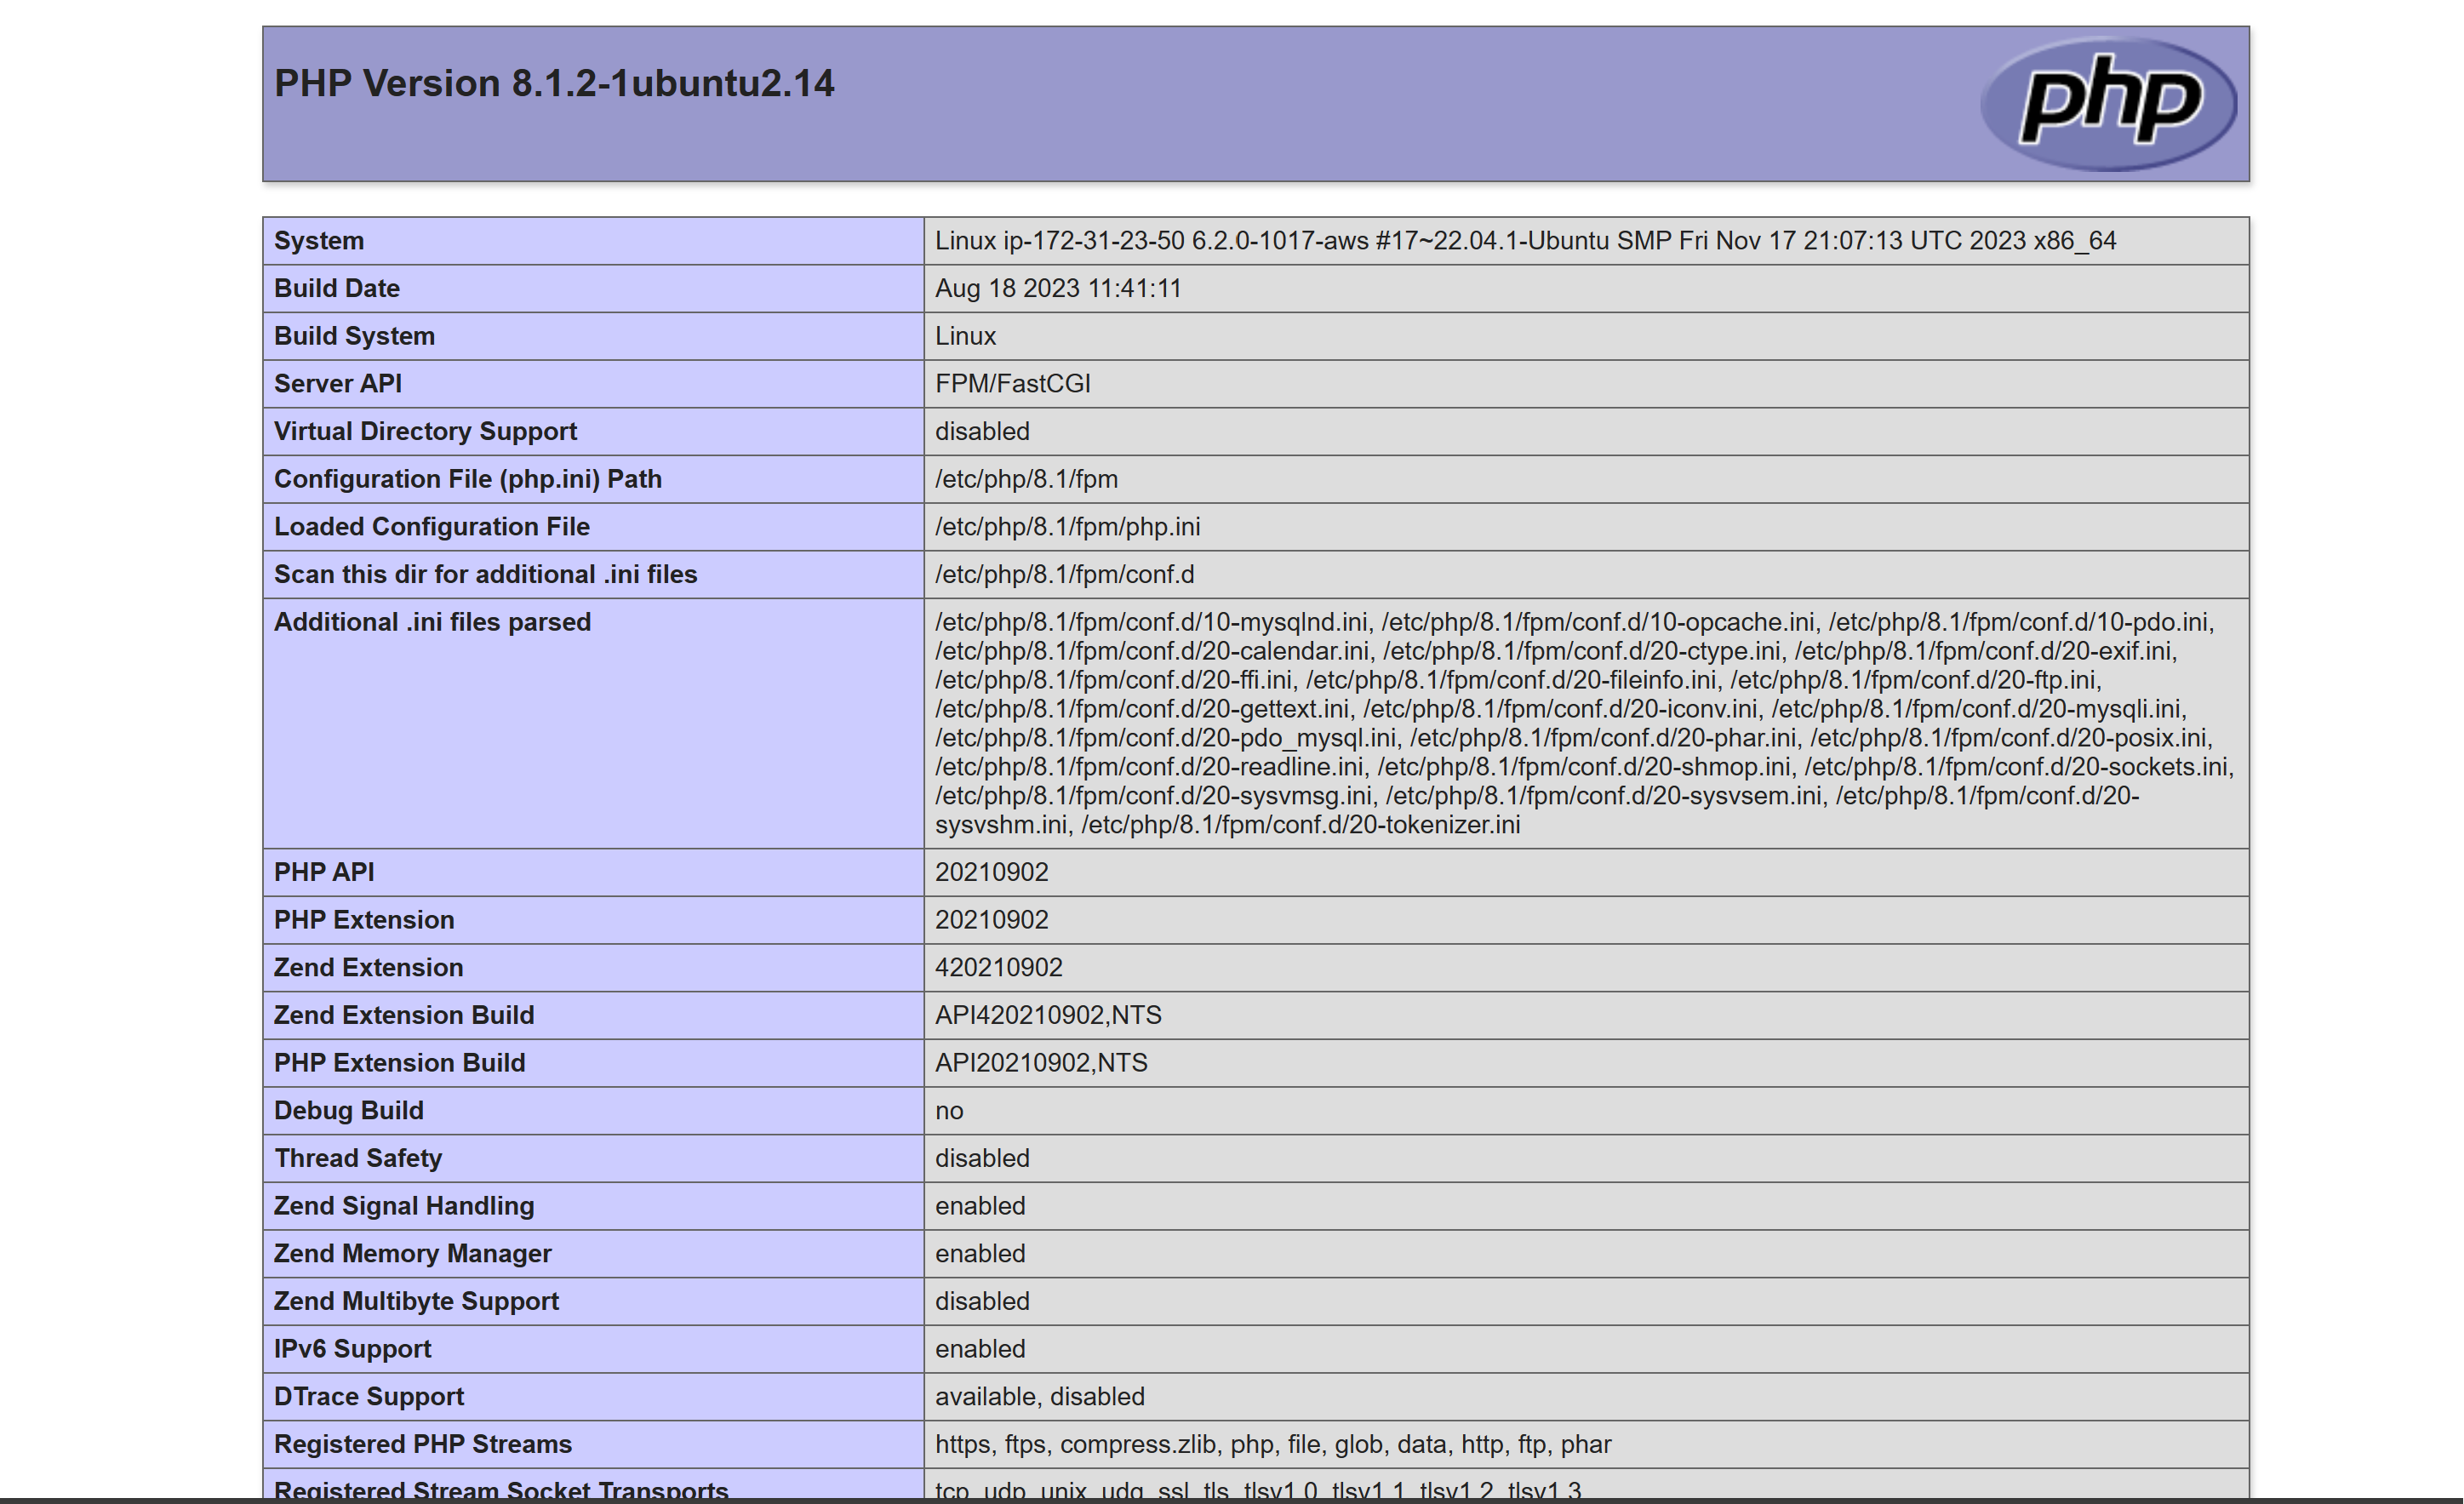 PHP Version 8.1.2-1ubuntu2.14
php
System Linux ip-172-31-23-50 6.2.0-1017-aws #17~22.04.1-Ubuntu SMP Fri Nov 17 21:07:13 UTC 2023 x86_64
Build Date Aug 18 2023 11:41:11
Build System Linux
Server API FPM/FastCGI
Virtual Directory Support disabled
Configuration File (php.ini) Path /etc/php/8.1/fpm
Loaded Configuration File /etc/php/8.1/fpm/php.ini
Scan this dir for additional .ini files /etc/php/8.1/fpm/conf.d
Additional .ini files parsed /etc/php/8.1/fpm/conf.d/10-mysqlnd.ini, /etc/php/8.1/fpm/conf.d/10-opcache.ini, /etc/php/8.1/fpm/conf.d/10-pdo.ini,
/etc/php/8.1/fpm/conf.d/20-calendar.ini, /etc/php/8.1/fpm/conf.d/20-ctype.ini, /etc/php/8.1/fpm/conf.d/20-exif.ini,
/etc/php/8.1/fpm/conf.d/20-ffi.ini, /etc/php/8.1/fpm/conf.d/20-fileinfo.ini, /etc/php/8.1/fpm/conf.d/20-ftp.ini,
/etc/php/8.1/fpm/conf.d/20-gettext.ini, /etc/php/8.1/fpm/conf.d/20-iconv.ini, /etc/php/8.1/fpm/conf.d/20-mysqli.ini,
/etc/php/8.1/fpm/conf.d/20-pdo_mysql.ini, /etc/php/8.1/fpm/conf.d/20-phar.ini, /etc/php/8.1/fpm/conf.d/20-posix.ini,
/etc/php/8.1/fpm/conf.d/20-readline.ini, /etc/php/8.1/fpm/conf.d/20-shmop.ini, /etc/php/8.1/fpm/conf.d/20-sockets.ini,
/etc/php/8.1/fpm/conf.d/20-sysvmsg.ini, /etc/php/8.1/fpm/conf.d/20-sysvsem.ini, /etc/php/8.1/fpm/conf.d/20-
sysvshm.ini, /etc/php/8.1/fpm/conf.d/20-tokenizer.ini
PHP API 20210902
PHP Extension 20210902
Zend Extension 420210902
Zend Extension Build API420210902,NTS
PHP Extension Build API20210902,NTS
Debug Build no
Thread Safety disabled
Zend Signal Handling enabled
Zend Memory Manager enabled
Zend Multibyte Support disabled
IPv6 Support enabled
DTrace Support available, disabled
Registered PHP Streams https, ftps, compress.zlib, php, file, glob, data, http, ftp, phar
Registered Stream Socket Transports tcp, udp, unix, udg, ssl, tls, tlsv1.0, tlsv1.1, tlsv1.2, tlsv1.3